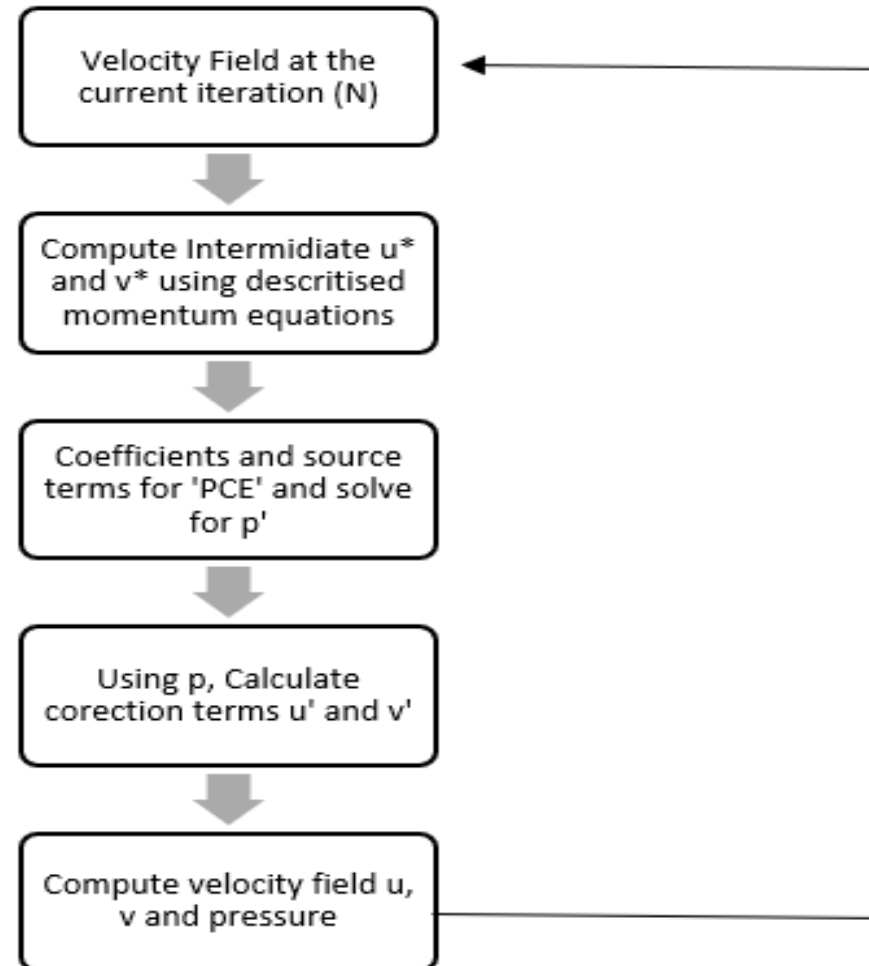 Velocity Field at the
current iteration (N)
Compute Intermidiate u*
and v* using descritised
momentum equations
Coefficients and source
terms for 'PCE' and solve
for p'
Using p, Calculate
corection terms u' and v'
Compute velocity field u,
v and pressure